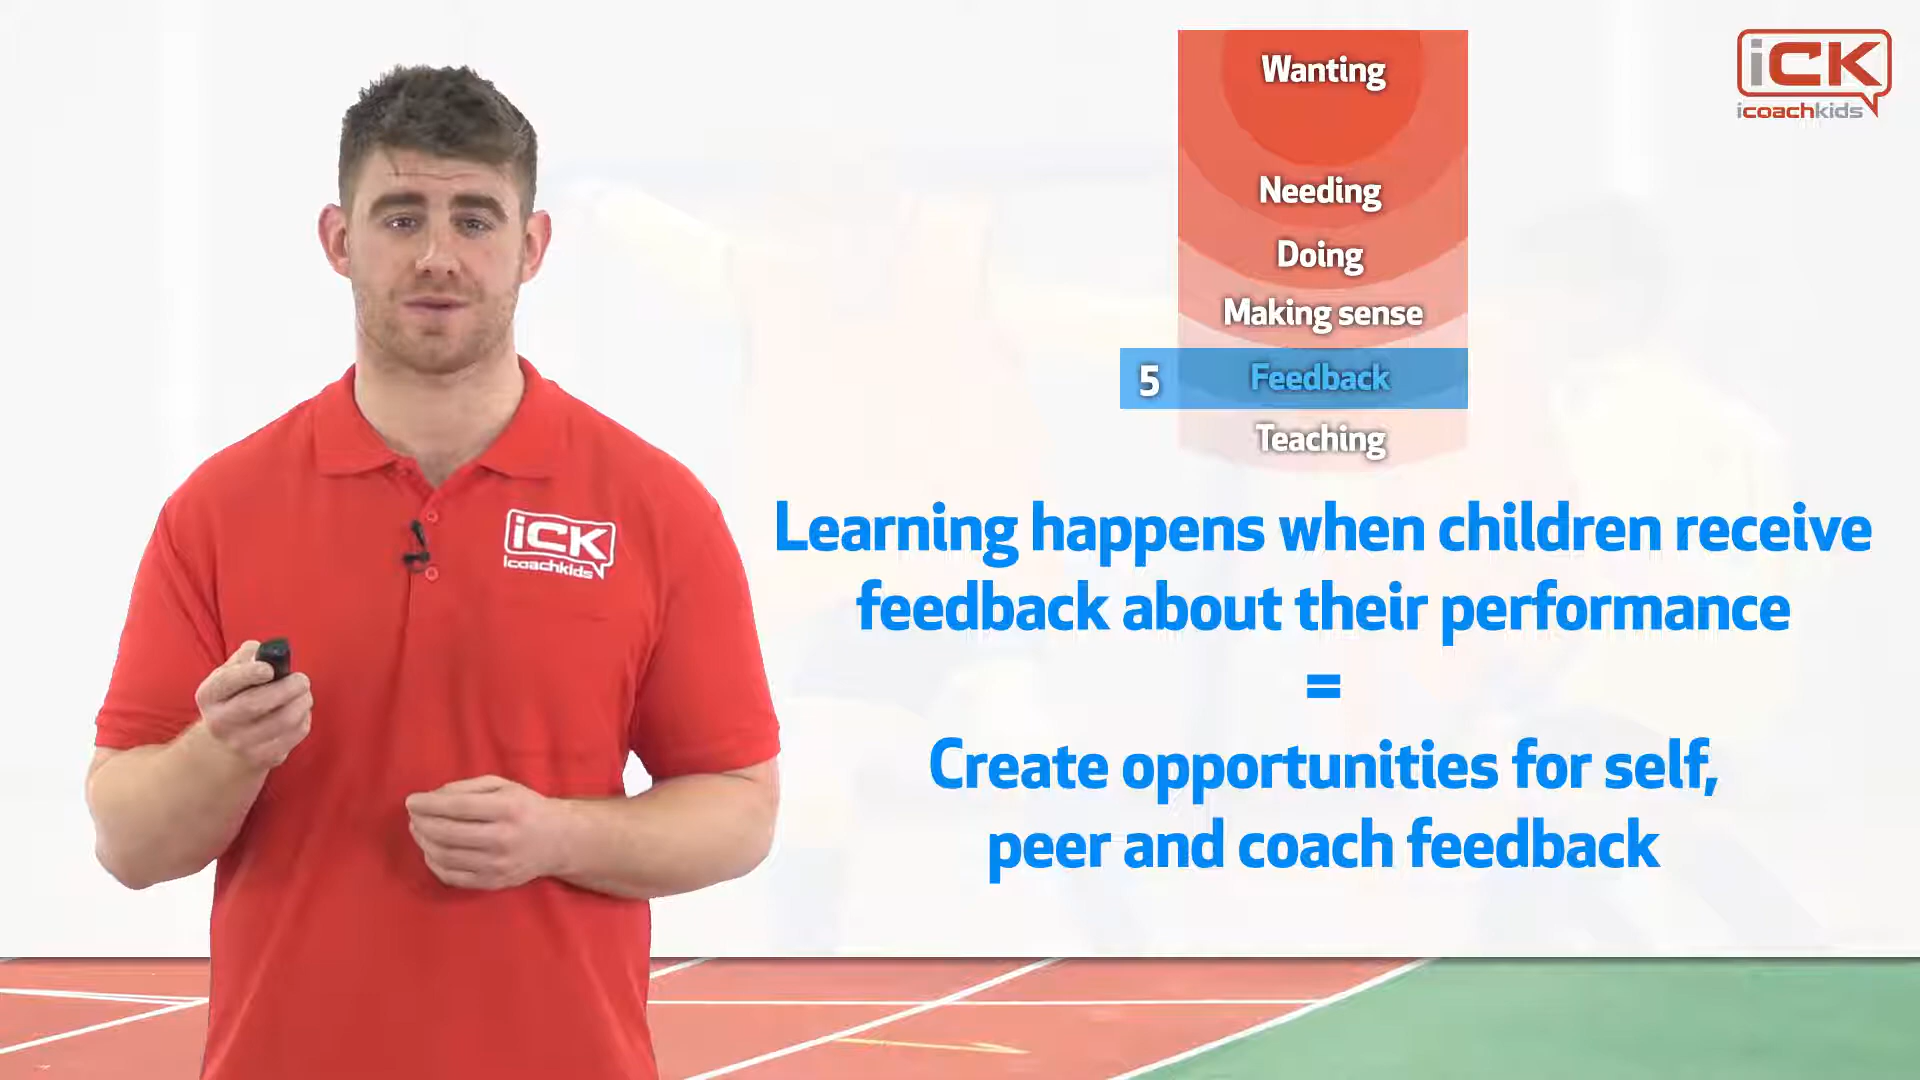 Wanting
iCK
icoachkids
Needing
Doing
Making sense
5 Feedback
Teaching
Learning happens when children receive
feedback about their performance
=
Create opportunities for self,
peer and coach feedback
iCK
icoachkids